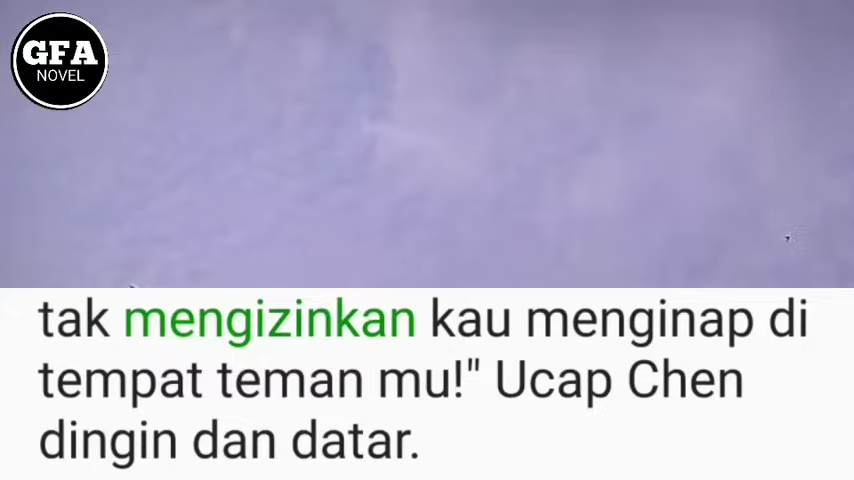 GFA
NOVEL
tak mengizinkan kau menginap di
tempat teman mu!" Ucap Chen
dingin dan datar.